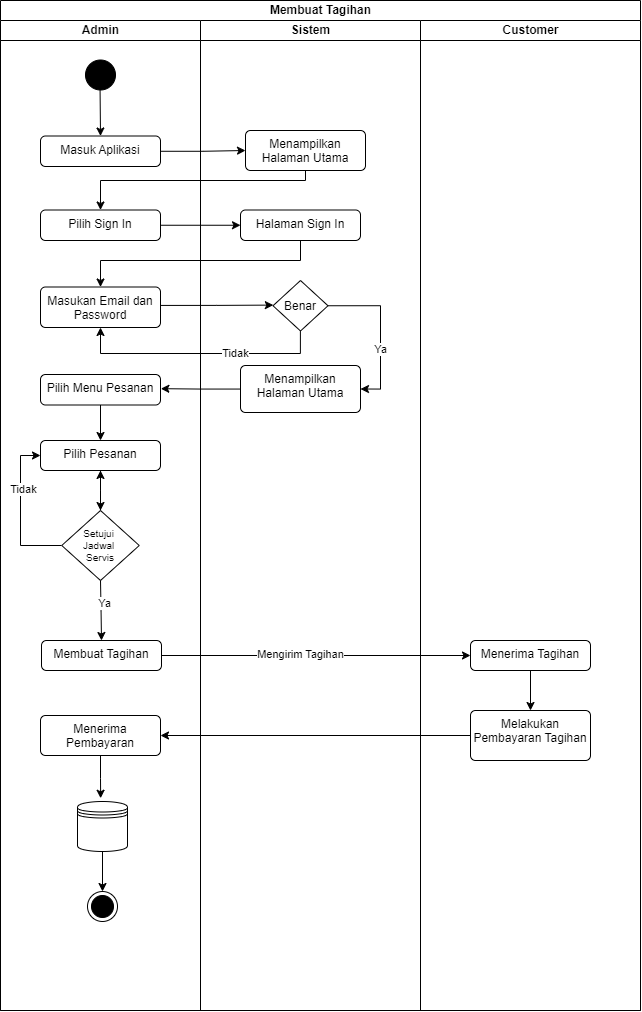 Membuat Tagihan
Admin
Sistem
Customer
Masuk Aplikasi
Menampilkan
Halaman Utama
Pilih Sign In
Halaman Sign In
Masukan Email dan
Password
Benar
Tidak
Ya
Menampilkan
Halaman Utama
Pilih Menu Pesanan
Pilih Pesanan
Tidak
Setujui
Jadwal
Servis
Ya
Membuat Tagihan
Mengirim Tagihan
Menerima Tagihan
Melakukan
Pembayaran Tagihan
Menerima
Pembayaran